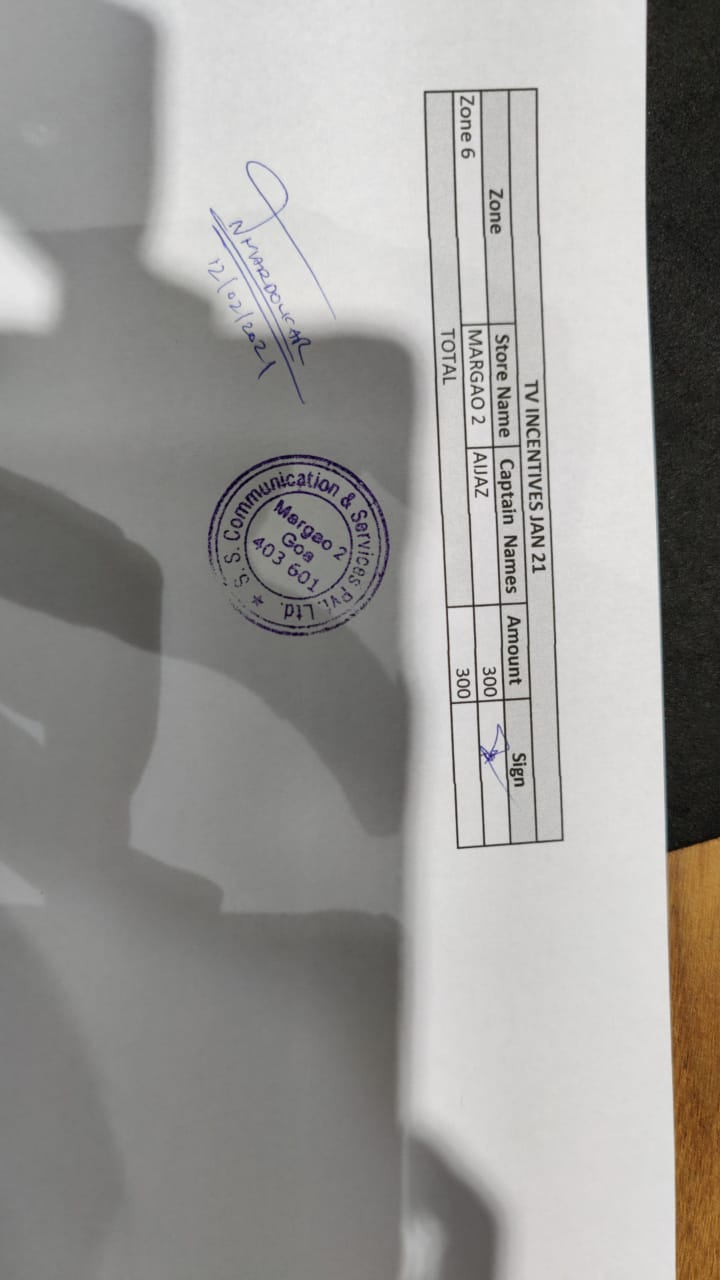 TV INCENTIVES JAN 21
Zone Store Name Captain Names Amount Sign
Zone 6 MARGAO 2 AIJAZ 300
TOTAL 300
N MARDOLKAR
12/02/2021
S. S. Communication & Services Pvt. Ltd. ★
Margao 2
Goa
403 601